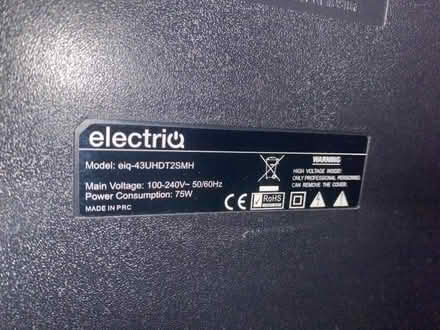 electriQ
Model: eiq-43UHDT2SMH
Main Voltage: 100-240V~ 50/60Hz
Power Consumption: 75W
MADE IN PRC
WARNING
HIGH VOLTAGE INSIDE!
ONLY PROFESSIONAL PERSONNEL
CAN REMOVE THE COVER.
CE
RoHS